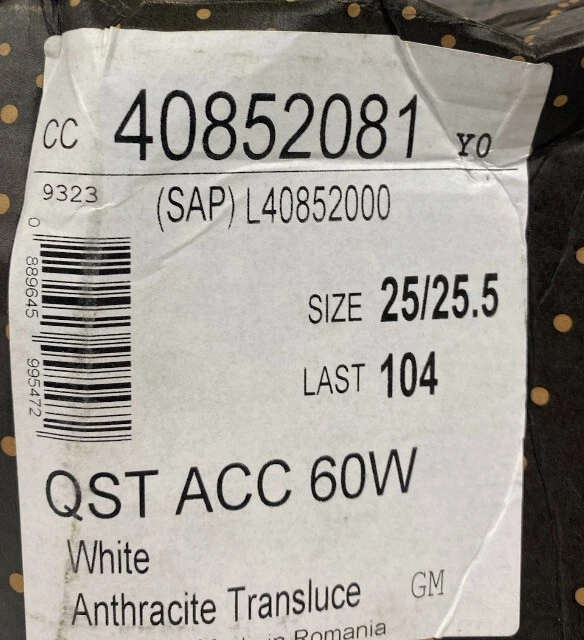 CC 40852081 YO
9323 (SAP) L40852000
0 889645 995472
SIZE 25/25.5
LAST 104
QST ACC 60W
White
Anthracite Transluce GM
in Romania